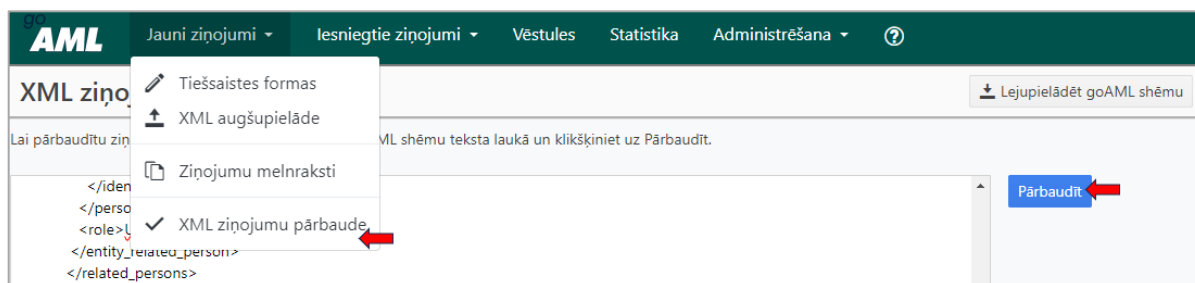 goAML Jauni ziņojumi Iesniegtie ziņojumi Vēstules Statistika Administrēšana ?
Tiešsaistes formas
XML augšupielāde
Ziņojumu melnraksti
XML ziņojumu pārbaude
XML ziņoj Lejupielādēt goAML shēmu
Lai pārbaudītu ziņ ML shēmu teksta laukā un klikšķiniet uz Pārbaudīt.
</iden
</perso
<role>
</entity_related_person>
</related_persons>
Pārbaudīt